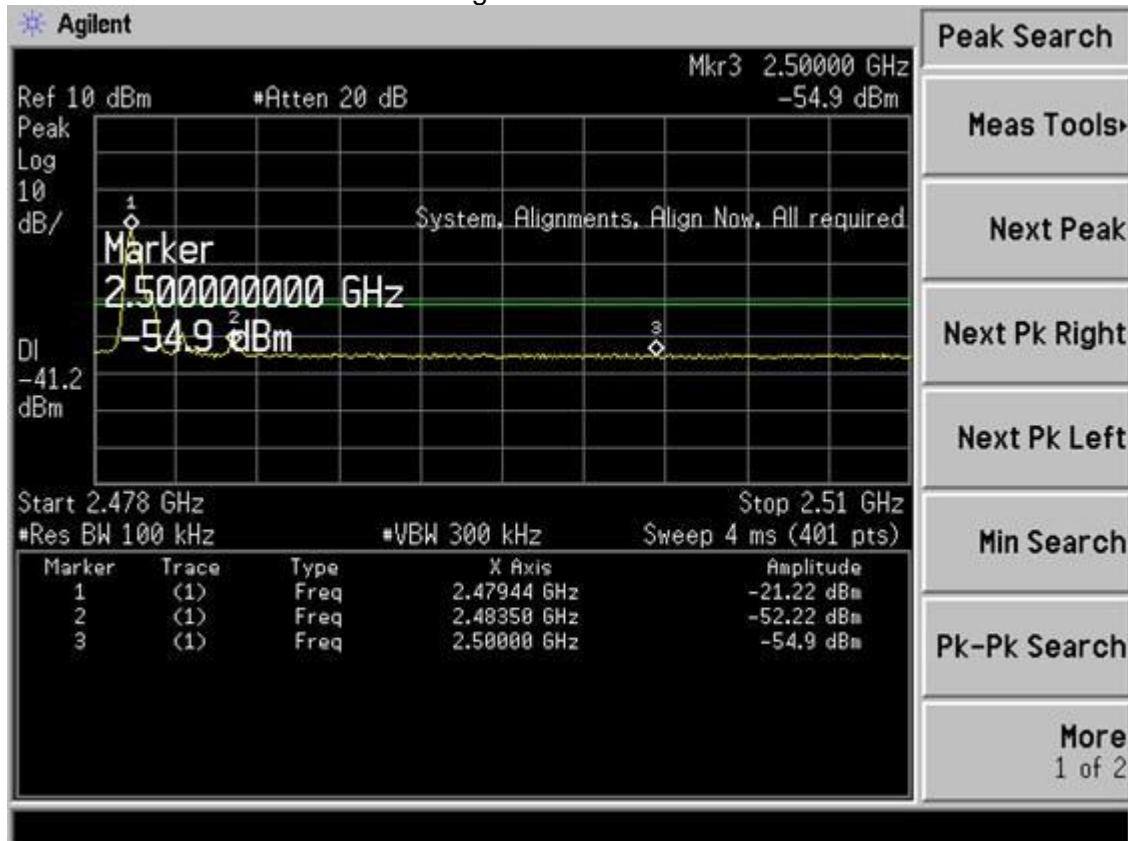 Agilent
Peak Search
Mkr3 2.50000 GHz
Ref 10 dBm #Atten 20 dB -54.9 dBm
Peak
Log
10
dB/
1
System, Alignments, Align Now, All required
Marker
2.500000000 GHz
-54.9 dBm
2
3
DI
-41.2
dBm
Start 2.478 GHz Stop 2.51 GHz
#Res BW 100 kHz #VBW 300 kHz Sweep 4 ms (401 pts)
Marker Trace Type X Axis Amplitude
1 (1) Freq 2.47944 GHz -21.22 dBm
2 (1) Freq 2.48350 GHz -52.22 dBm
3 (1) Freq 2.50000 GHz -54.9 dBm
Meas Tools
Next Peak
Next Pk Right
Next Pk Left
Min Search
Pk-Pk Search
More
1 of 2